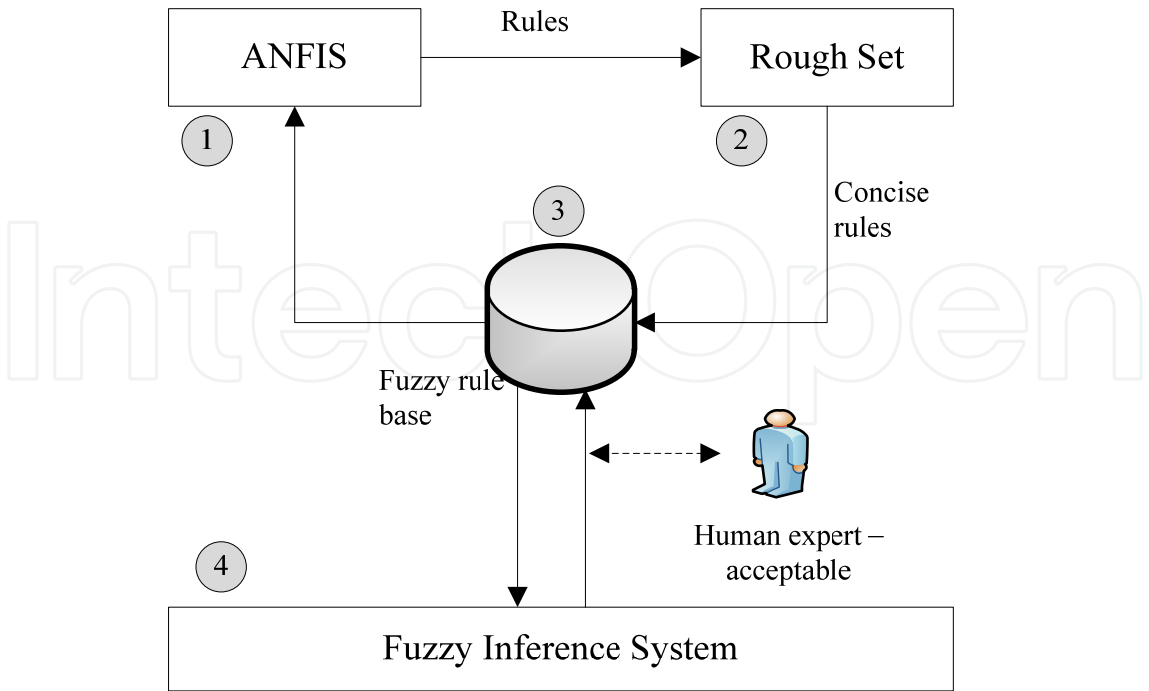 Rules
ANFIS
Rough Set
1
2
Concise
rules
3
Fuzzy rule
base
Human expert –
acceptable
4
Fuzzy Inference System
IntechOpen